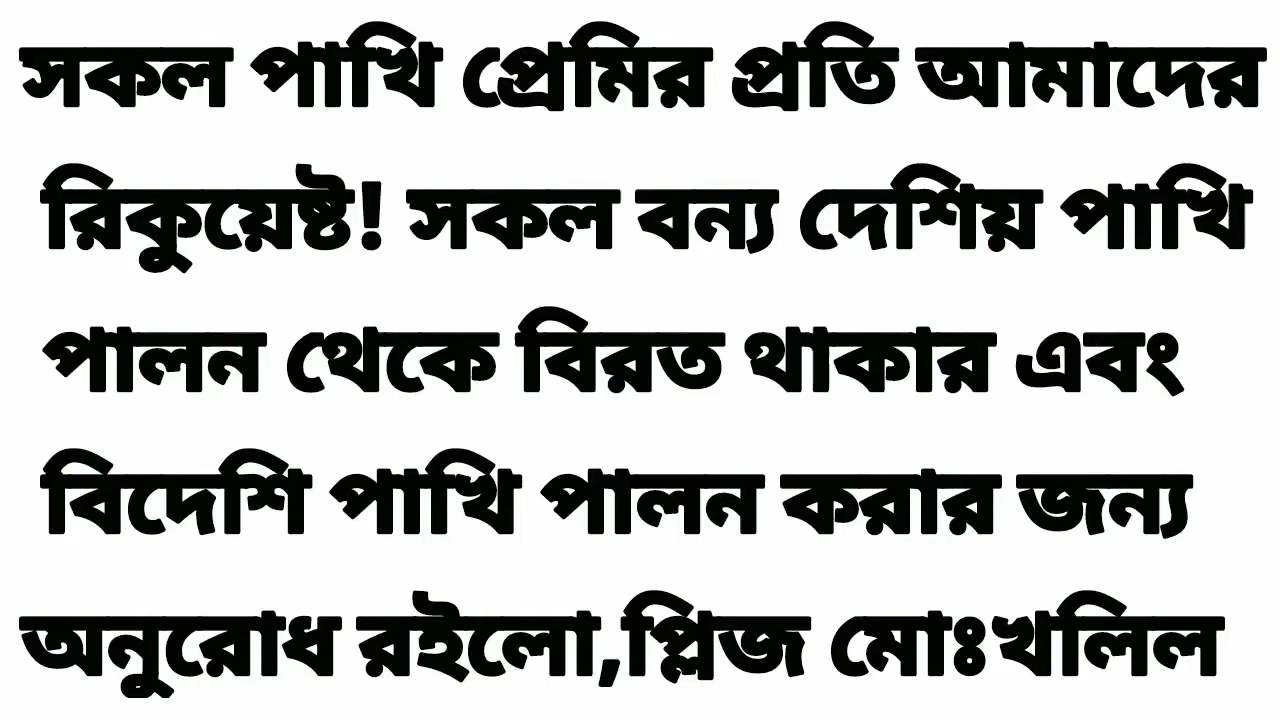 সকল পাখি প্রেমির প্রতি আমাদের
রিকুয়েষ্ট! সকল বন্য দেশিয় পাখি
পালন থেকে বিরত থাকার এবং
বিদেশি পাখি পালন করার জন্য
অনুরোধ রইলো,প্লিজ মোঃখলিল